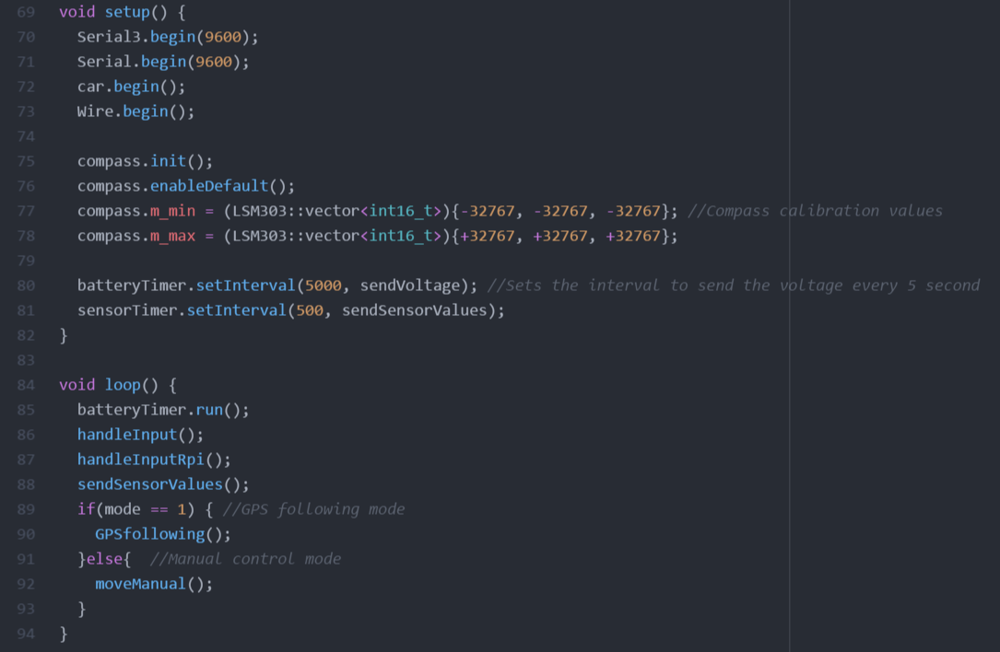 69 void setup() {
70   Serial3.begin(9600);
71   Serial.begin(9600);
72   car.begin();
73   Wire.begin();
74
75   compass.init();
76   compass.enableDefault();
77   compass.m_min = (LSM303::vector<int16_t>){-32767, -32767, -32767}; //Compass calibration values
78   compass.m_max = (LSM303::vector<int16_t>){+32767, +32767, +32767};
79
80   batteryTimer.setInterval(5000, sendVoltage); //Sets the interval to send the voltage every 5 second
81   sensorTimer.setInterval(500, sendSensorValues);
82 }
83
84 void loop() {
85   batteryTimer.run();
86   handleInput();
87   handleInputRpi();
88   sendSensorValues();
89   if(mode == 1) { //GPS following mode
90     GPSfollowing();
91   }else{  //Manual control mode
92     moveManual();
93   }
94 }